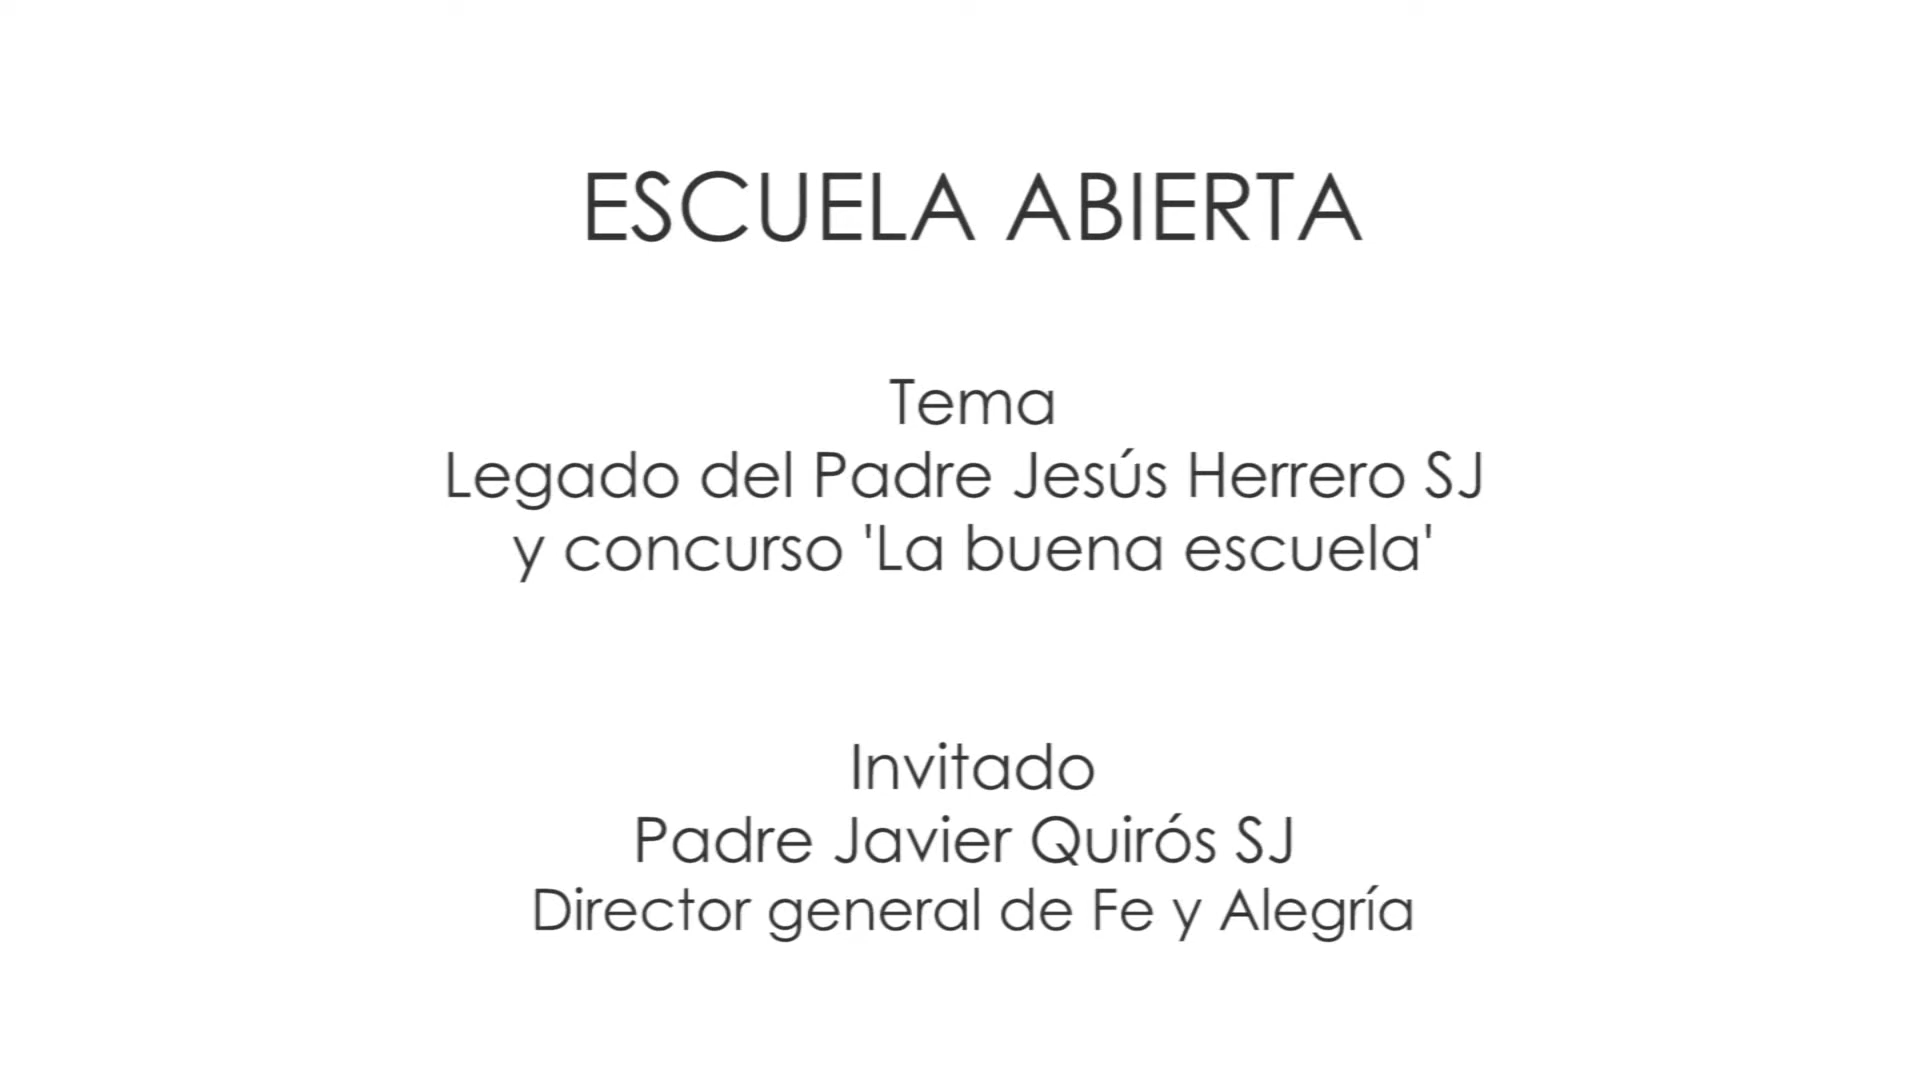 ESCUELA ABIERTA
Tema
Legado del Padre Jesús Herrero SJ
y concurso 'La buena escuela'
Invitado
Padre Javier Quirós SJ
Director general de Fe y Alegría